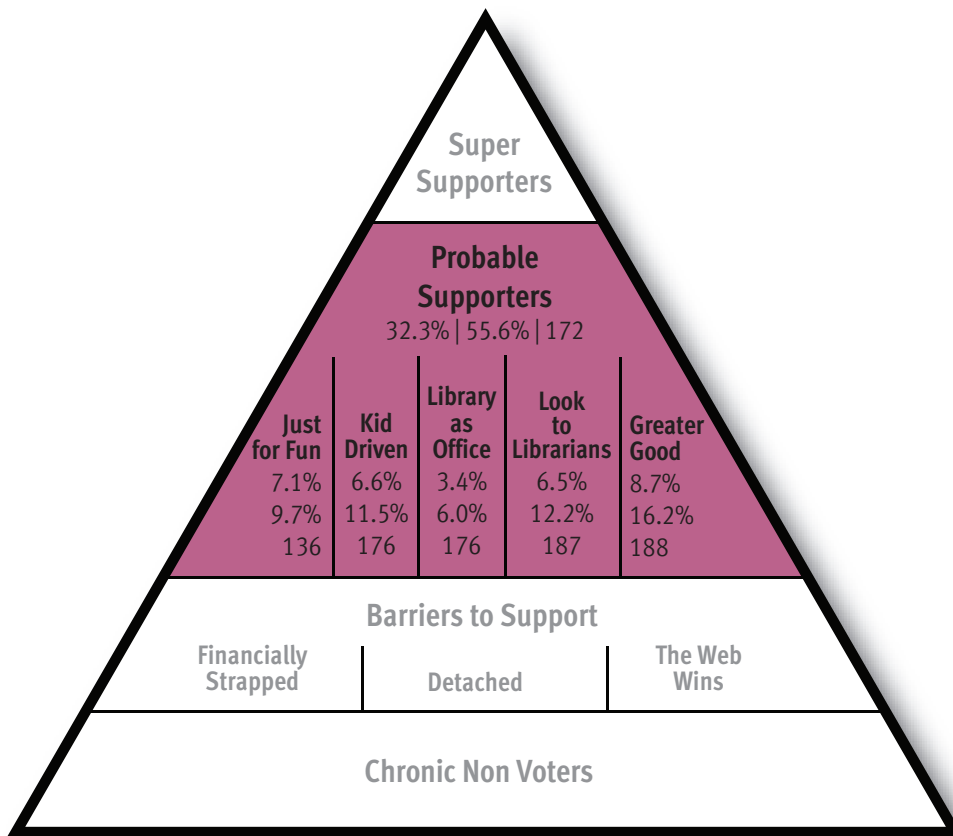 Super
Supporters
Probable
Supporters
32.3% | 55.6% | 172
Just
for Fun
7.1%
9.7%
136
Kid
Driven
6.6%
11.5%
176
Library
as
Office
3.4%
6.0%
176
Look
to
Librarians
6.5%
12.2%
187
Greater
Good
8.7%
16.2%
188
Barriers to Support
Financially
Strapped
Detached
The Web
Wins
Chronic Non Voters